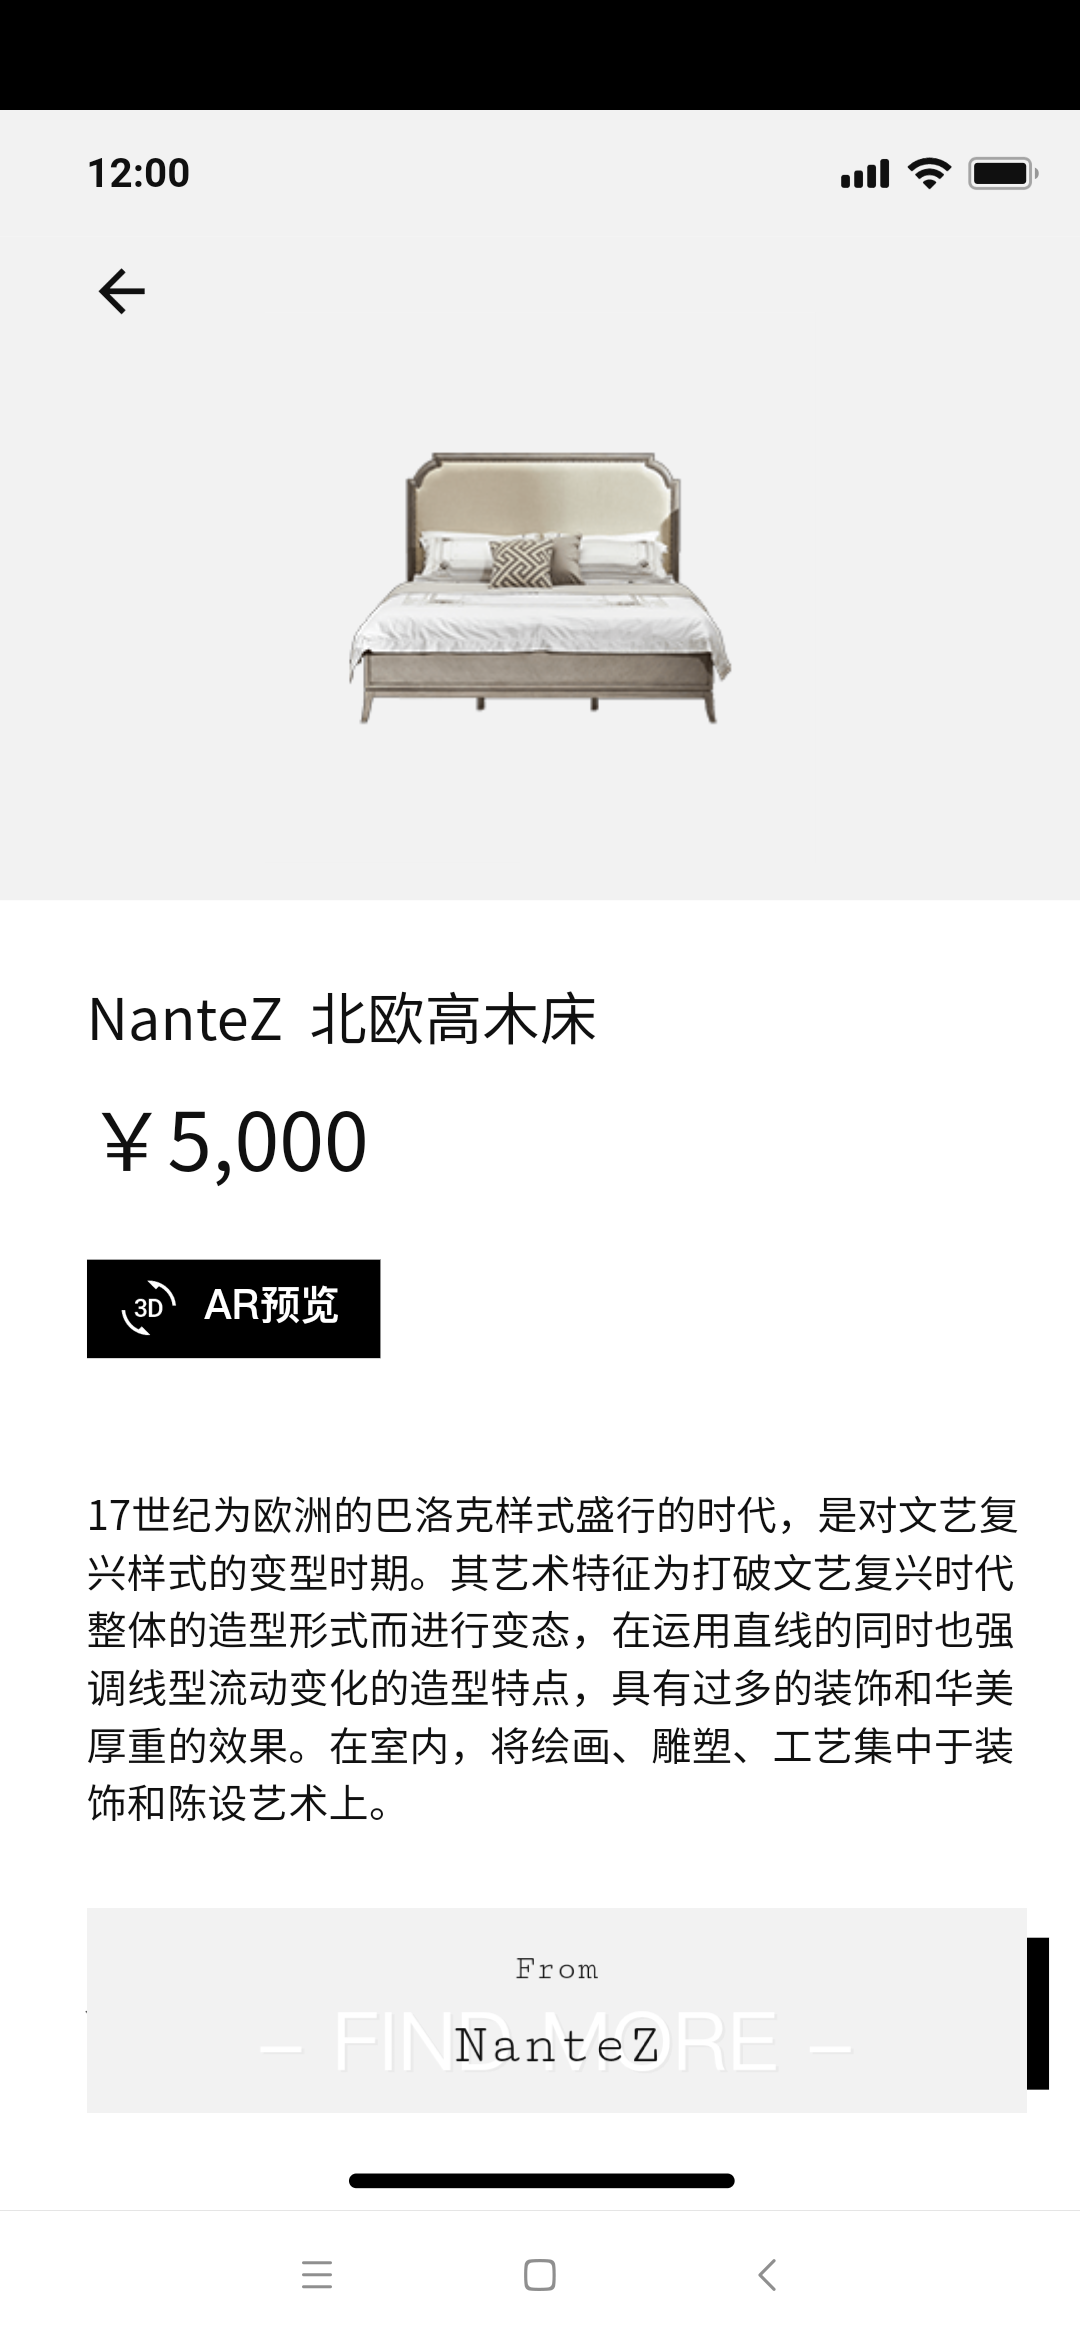 12:00
NanteZ 北欧高木床
￥5,000
3D AR预览
17世纪为欧洲的巴洛克样式盛行的时代，是对文艺复
兴样式的变型时期。其艺术特征为打破文艺复兴时代
整体的造型形式而进行变态，在运用直线的同时也强
调线型流动变化的造型特点，具有过多的装饰和华美
厚重的效果。在室内，将绘画、雕塑、工艺集中于装
饰和陈设艺术上。
From
– FIND MORE –
NanteZ